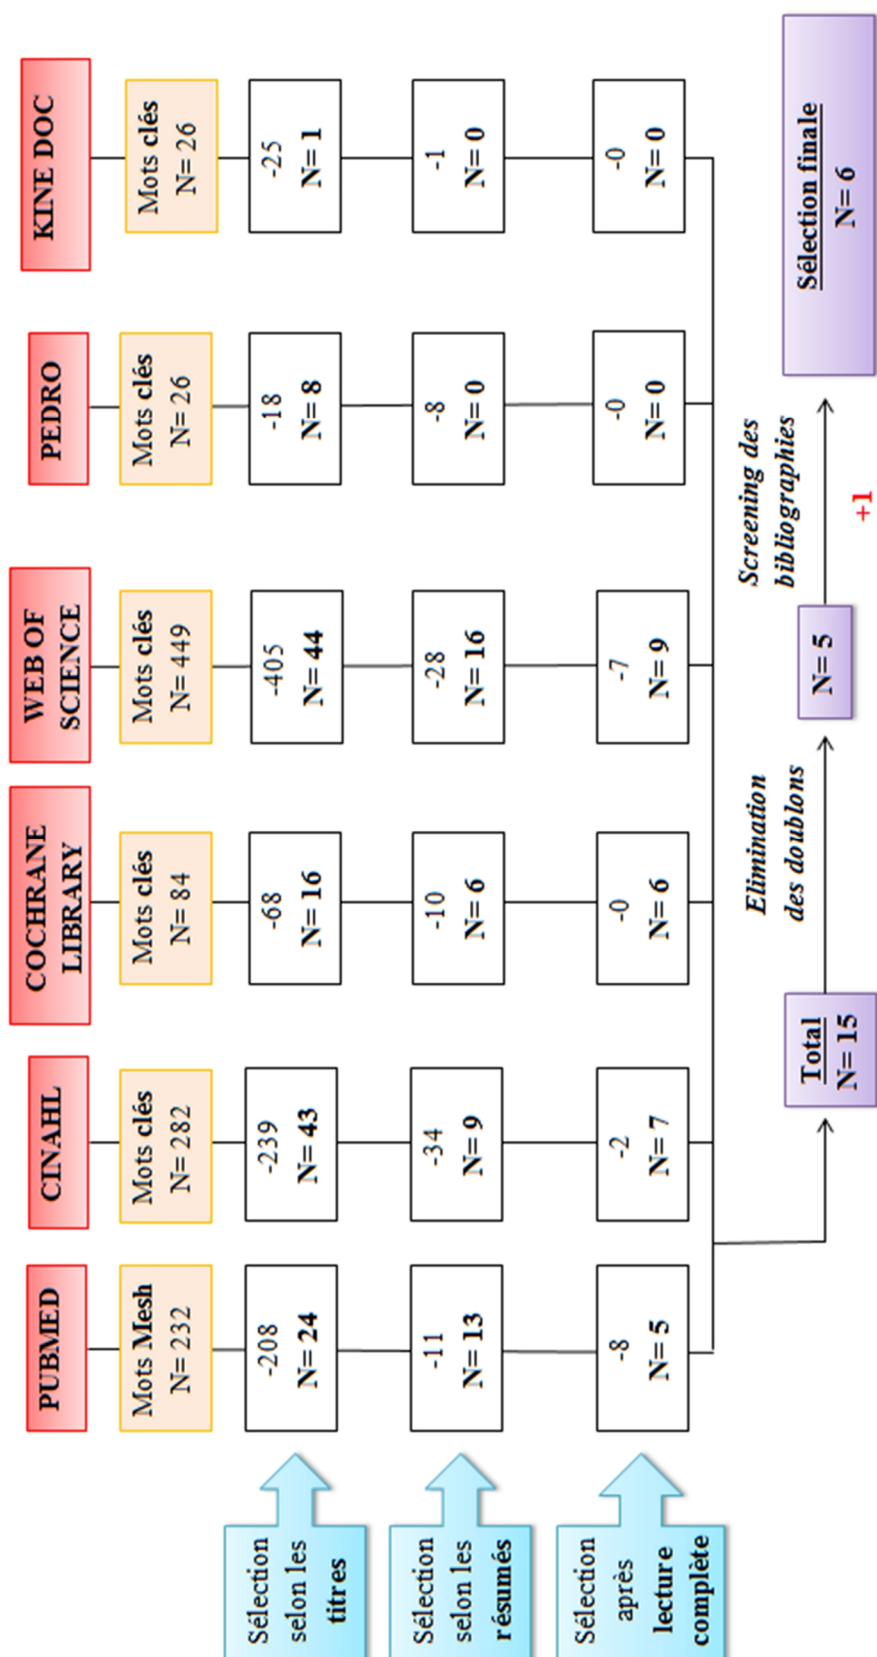 PUBMED
CINAHL
COCHRANE
LIBRARY
WEB OF
SCIENCE
PEDRO
KINE DOC
Mots Mesh
N= 232
Mots clés
N= 282
Mots clés
N= 84
Mots clés
N= 449
Mots clés
N= 26
Mots clés
N= 26
Sélection
selon les
titres
-208
N= 24
-239
N= 43
-68
N= 16
-405
N= 44
-18
N= 8
-25
N= 1
Sélection
selon les
résumés
-11
N= 13
-34
N= 9
-10
N= 6
-28
N= 16
-8
N= 0
-1
N= 0
Sélection
après
lecture
complète
-8
N= 5
-2
N= 7
-0
N= 6
-7
N= 9
-0
N= 0
-0
N= 0
Total
N= 15
Elimination
des doublons
N= 5
Screening des
bibliographies
+1
Sélection finale
N= 6